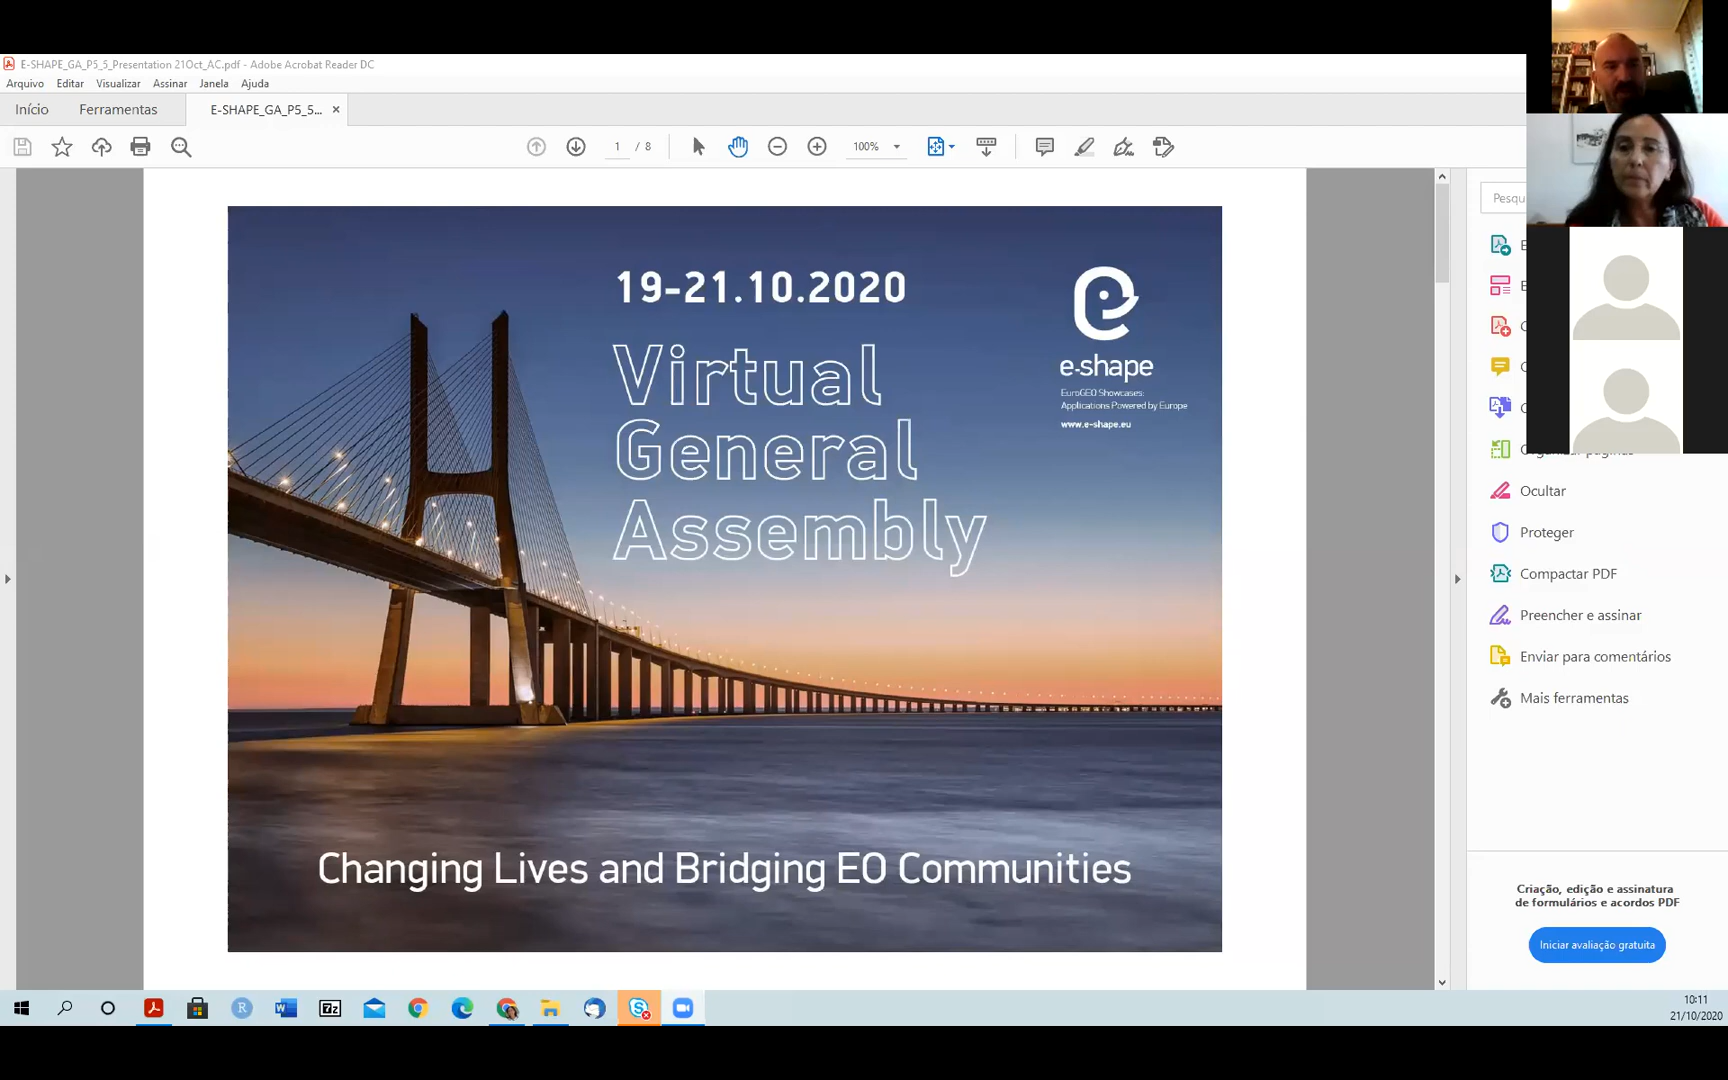 E-SHAPE_GA_P5_5_Presentation 21Oct_AC.pdf - Adobe Acrobat Reader DC
Arquivo Editar Visualizar Assinar Janela Ajuda
Início Ferramentas E-SHAPE_GA_P5_5... ×
1 / 8 100%
Pesqu
19-21.10.2020
Virtual
General
Assembly
e-shape
EuroGEO Showcases:
Applications Powered by Europe
www.e-shape.eu
Changing Lives and Bridging EO Communities
Ocultar
Proteger
Compactar PDF
Preencher e assinar
Enviar para comentários
Mais ferramentas
Criação, edição e assinatura
de formulários e acordos PDF
Iniciar avaliação gratuita
10:11
21/10/2020